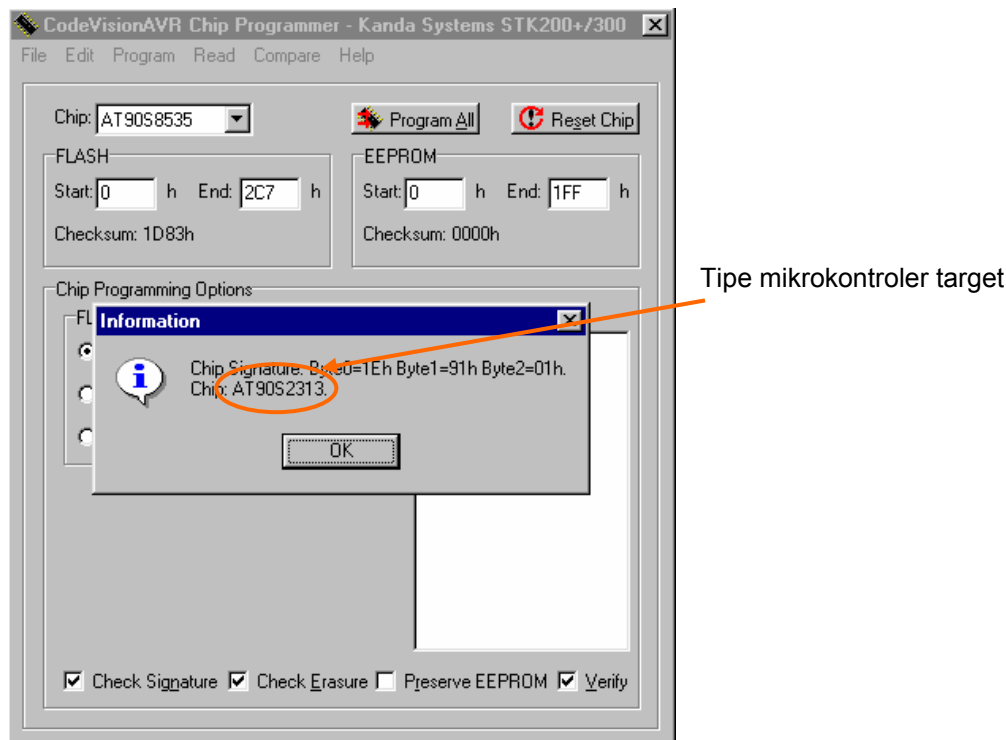 CodeVisionAVR Chip Programmer - Kanda Systems STK200+/300
File Edit Program Read Compare Help
Chip: AT90S8535 Program All Reset Chip
FLASH
Start: 0 h End: 2C7 h
Checksum: 1D83h
EEPROM
Start: 0 h End: 1FF h
Checksum: 0000h
Tipe mikrokontroler target
Chip Programming Options
FL
Information
Chip Signature: Byte0=1Eh Byte1=91h Byte2=01h.
Chip: AT90S2313.
OK
Check Signature Check Erasure Preserve EEPROM Verify